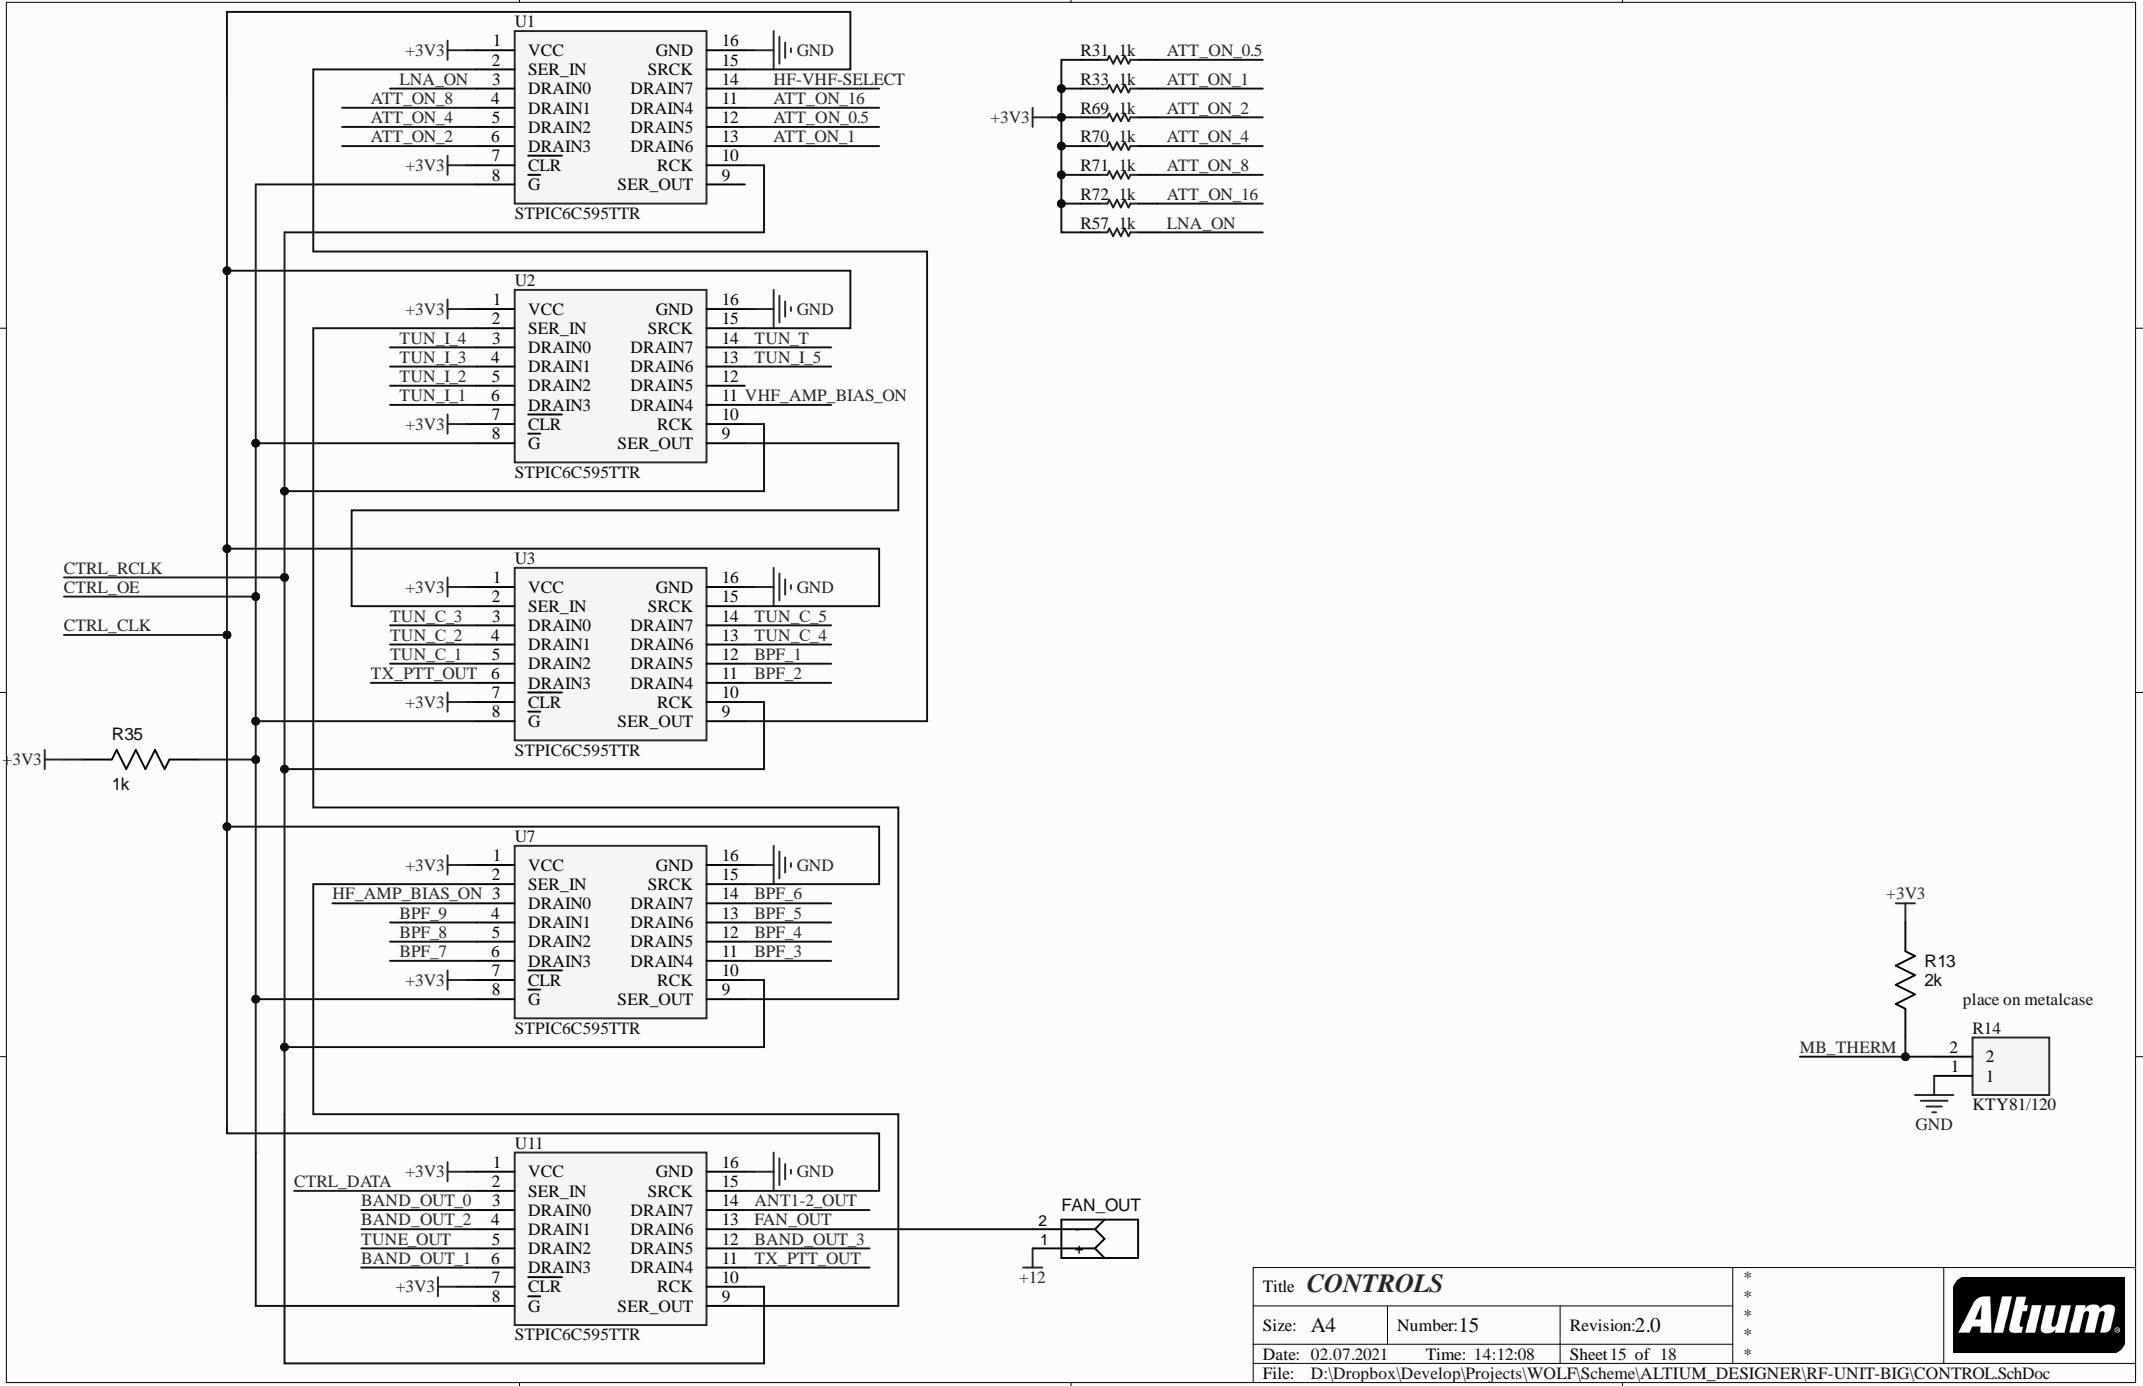 U1
+3V3 1 VCC GND 16 GND
2 SER_IN SRCK 15
LNA_ON 3 DRAIN0 DRAIN7 14 HF-VHF-SELECT
ATT_ON_8 4 DRAIN1 DRAIN4 11 ATT_ON_16
ATT_ON_4 5 DRAIN2 DRAIN5 12 ATT_ON_0.5
ATT_ON_2 6 DRAIN3 DRAIN6 13 ATT_ON_1
+3V3 7 CLR RCK 10
8 G SER_OUT 9
STPIC6C595TTR
R31 1k ATT_ON_0.5
R33 1k ATT_ON_1
+3V3
R69 1k ATT_ON_2
R70 1k ATT_ON_4
R71 1k ATT_ON_8
R72 1k ATT_ON_16
R57 1k LNA_ON
U2
+3V3 1 VCC GND 16 GND
2 SER_IN SRCK 15
TUN_I_4 3 DRAIN0 DRAIN7 14 TUN_T
TUN_I_3 4 DRAIN1 DRAIN6 13 TUN_I_5
TUN_I_2 5 DRAIN2 DRAIN5 12
TUN_I_1 6 DRAIN3 DRAIN4 11 VHF_AMP_BIAS_ON
+3V3 7 CLR RCK 10
8 G SER_OUT 9
STPIC6C595TTR
CTRL_RCLK
CTRL_OE
CTRL_CLK
U3
+3V3 1 VCC GND 16 GND
2 SER_IN SRCK 15
TUN_C_3 3 DRAIN0 DRAIN7 14 TUN_C_5
TUN_C_2 4 DRAIN1 DRAIN6 13 TUN_C_4
TUN_C_1 5 DRAIN2 DRAIN5 12 BPF_1
TX_PTT_OUT 6 DRAIN3 DRAIN4 11 BPF_2
+3V3 7 CLR RCK 10
8 G SER_OUT 9
STPIC6C595TTR
R35
+3V3
1k
U7
+3V3 1 VCC GND 16 GND
2 SER_IN SRCK 15
HF_AMP_BIAS_ON 3 DRAIN0 DRAIN7 14 BPF_6
BPF_9 4 DRAIN1 DRAIN6 13 BPF_5
BPF_8 5 DRAIN2 DRAIN5 12 BPF_4
BPF_7 6 DRAIN3 DRAIN4 11 BPF_3
+3V3 7 CLR RCK 10
8 G SER_OUT 9
STPIC6C595TTR
+3V3
R13
2k
place on metalcase
R14
MB_THERM 2 2
1 1
KTY81/120
GND
U11
+3V3 1 VCC GND 16 GND
CTRL_DATA 2 SER_IN SRCK 15
BAND_OUT_0 3 DRAIN0 DRAIN7 14 ANT1-2_OUT
BAND_OUT_2 4 DRAIN1 DRAIN6 13 FAN_OUT
TUNE_OUT 5 DRAIN2 DRAIN5 12 BAND_OUT_3
BAND_OUT_1 6 DRAIN3 DRAIN4 11 TX_PTT_OUT
+3V3 7 CLR RCK 10
8 G SER_OUT 9
STPIC6C595TTR
FAN_OUT
2 -
1 +
+12
Title CONTROLS
Size: A4 Number:15 Revision:2.0
Date: 02.07.2021 Time: 14:12:08 Sheet 15 of 18
File: D:\Dropbox\Develop\Projects\WOLF\Scheme\ALTIUM_DESIGNER\RF-UNIT-BIG\CONTROL.SchDoc
*
*
*
*
*
Altium